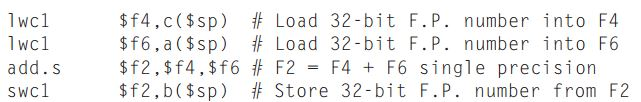 lwc1 $f4,c($sp) # Load 32-bit F.P. number into F4
lwc1 $f6,a($sp) # Load 32-bit F.P. number into F6
add.s $f2,$f4,$f6 # F2 = F4 + F6 single precision
swc1 $f2,b($sp) # Store 32-bit F.P. number from F2